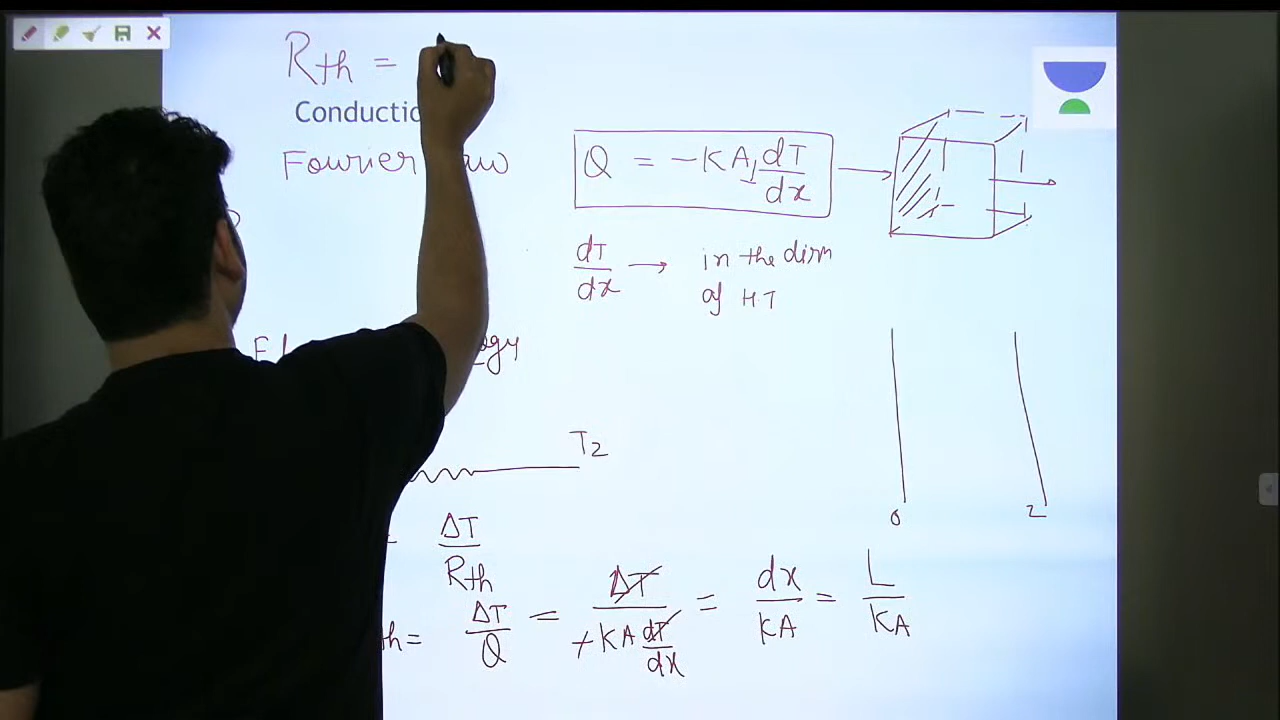 Rth =
Conductio
Fourier
Q = -KA dT/dx
dT/dx → in the dirn
of H.T
T2
ΔT/Rth
0 2
th = ΔT/Q = ΔT/+KA dT/dx = dx/KA = L/KA